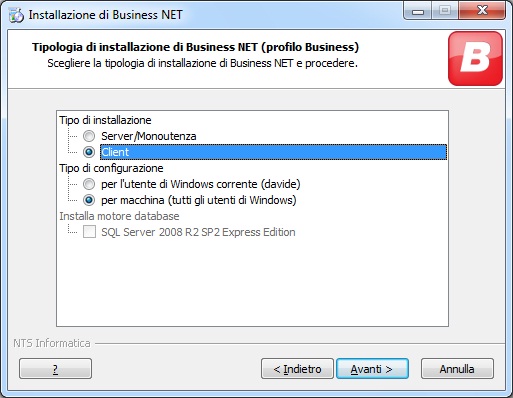 Installazione di Business NET
Tipologia di installazione di Business NET (profilo Business)
Scegliere la tipologia di installazione di Business NET e procedere.
B
Tipo di installazione
Server/Monoutenza
Client
Tipo di configurazione
per l'utente di Windows corrente (davide)
per macchina (tutti gli utenti di Windows)
Installa motore database
SQL Server 2008 R2 SP2 Express Edition
NTS Informatica
?
< Indietro
Avanti >
Annulla